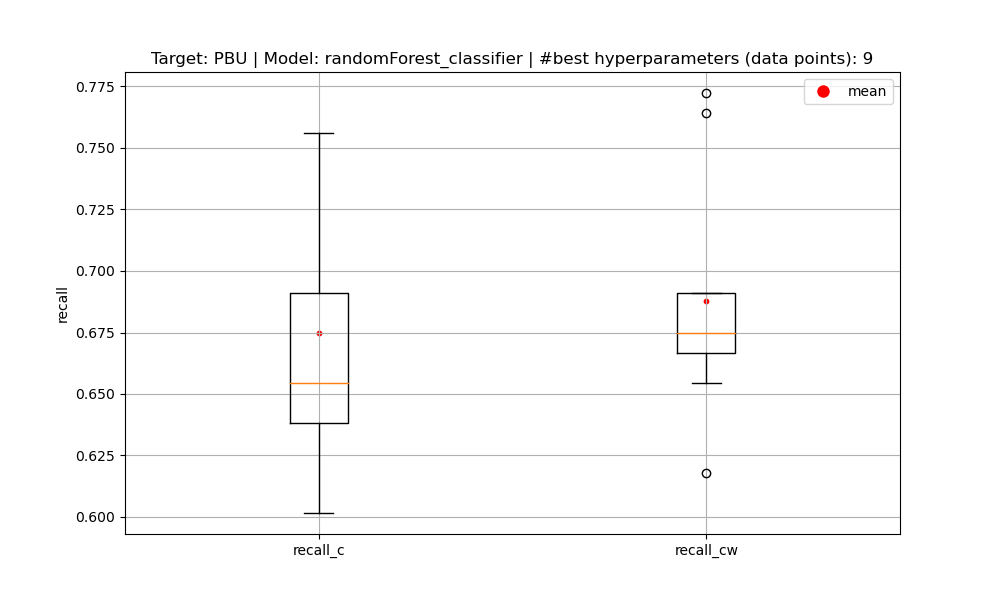 Target: PBU | Model: randomForest_classifier | #best hyperparameters (data points): 9
mean
0.775
0.750
0.725
0.700
0.675
0.650
0.625
0.600
recall
recall_c
recall_cw